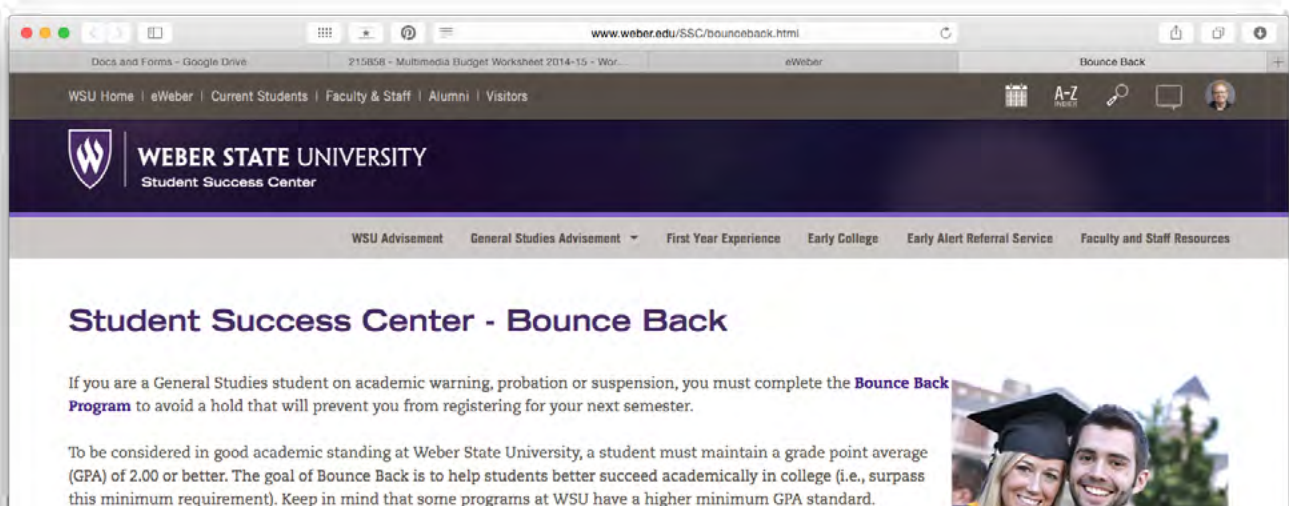 www.weber.edu/SSC/bounceback.html
Docs and Forms - Google Drive
215858 - Multimedia Budget Worksheet 2014-15 - Wor...
eWeber
Bounce Back
WSU Home | eWeber | Current Students | Faculty & Staff | Alumni | Visitors
A-Z
INDEX
WEBER STATE UNIVERSITY
Student Success Center
WSU Advisement
General Studies Advisement
First Year Experience
Early College
Early Alert Referral Service
Faculty and Staff Resources
Student Success Center - Bounce Back
If you are a General Studies student on academic warning, probation or suspension, you must complete the Bounce Back
Program to avoid a hold that will prevent you from registering for your next semester.
To be considered in good academic standing at Weber State University, a student must maintain a grade point average
(GPA) of 2.00 or better. The goal of Bounce Back is to help students better succeed academically in college (i.e., surpass
this minimum requirement). Keep in mind that some programs at WSU have a higher minimum GPA standard.